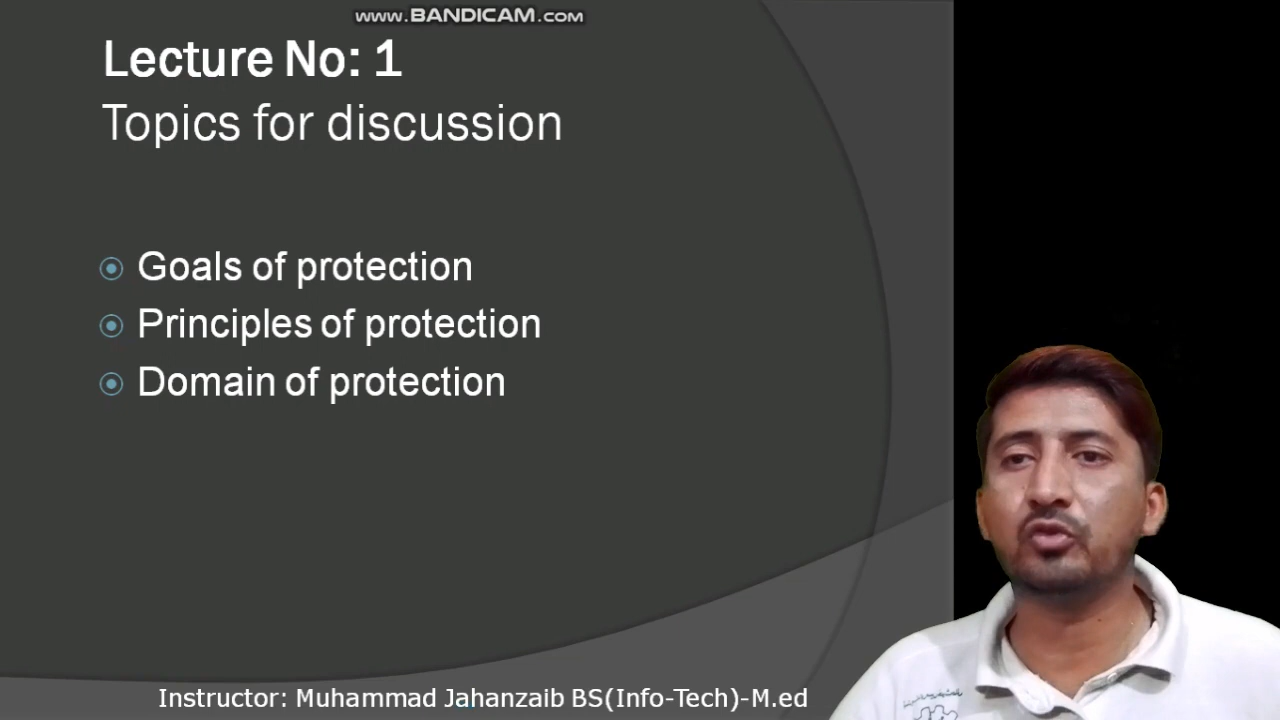 www.BANDICAM.com
Lecture No: 1
Topics for discussion
Goals of protection
Principles of protection
Domain of protection
Instructor: Muhammad Jahanzaib BS(Info-Tech)-M.ed